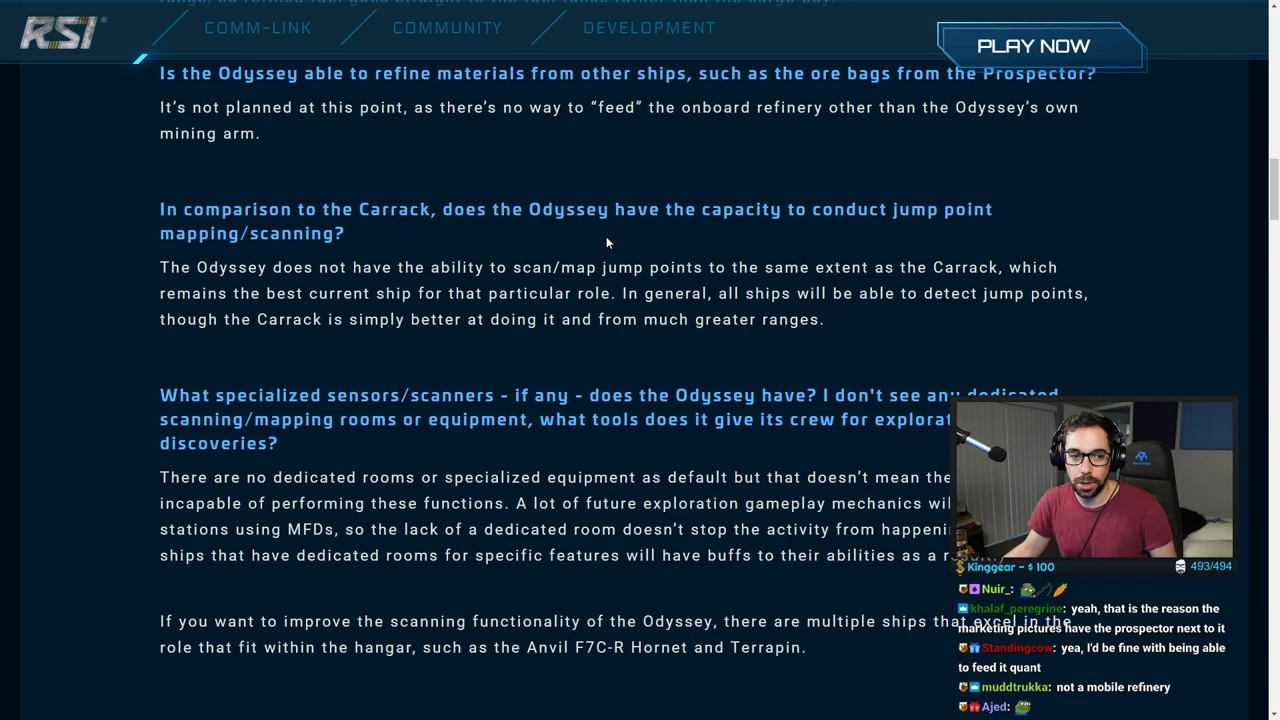 RSI
COMM-LINK
COMMUNITY
DEVELOPMENT
PLAY NOW
Is the Odyssey able to refine materials from other ships, such as the ore bags from the Prospector?
It’s not planned at this point, as there’s no way to “feed” the onboard refinery other than the Odyssey’s own
mining arm.
In comparison to the Carrack, does the Odyssey have the capacity to conduct jump point
mapping/scanning?
The Odyssey does not have the ability to scan/map jump points to the same extent as the Carrack, which
remains the best current ship for that particular role. In general, all ships will be able to detect jump points,
though the Carrack is simply better at doing it and from much greater ranges.
What specialized sensors/scanners - if any - does the Odyssey have? I don't see any dedicated
scanning/mapping rooms or equipment, what tools does it give its crew for
discoveries?
There are no dedicated rooms or specialized equipment as default but that doesn’t mean
incapable of performing these functions. A lot of future exploration gameplay mechanics
stations using MFDs, so the lack of a dedicated room doesn’t stop the activity from
ships that have dedicated rooms for specific features will have buffs to their abilities as a
If you want to improve the scanning functionality of the Odyssey, there are multiple ships that excel in the
role that fit within the hangar, such as the Anvil F7C-R Hornet and Terrapin.
Kinggear - $ 100
493/494
Nuir_:
khalaf_peregrine: yeah, that is the reason the
marketing pictures have the prospector next to it
Standingcow: yea, I'd be fine with being able
to feed it quant
muddtrukka: not a mobile refinery
Ajed: